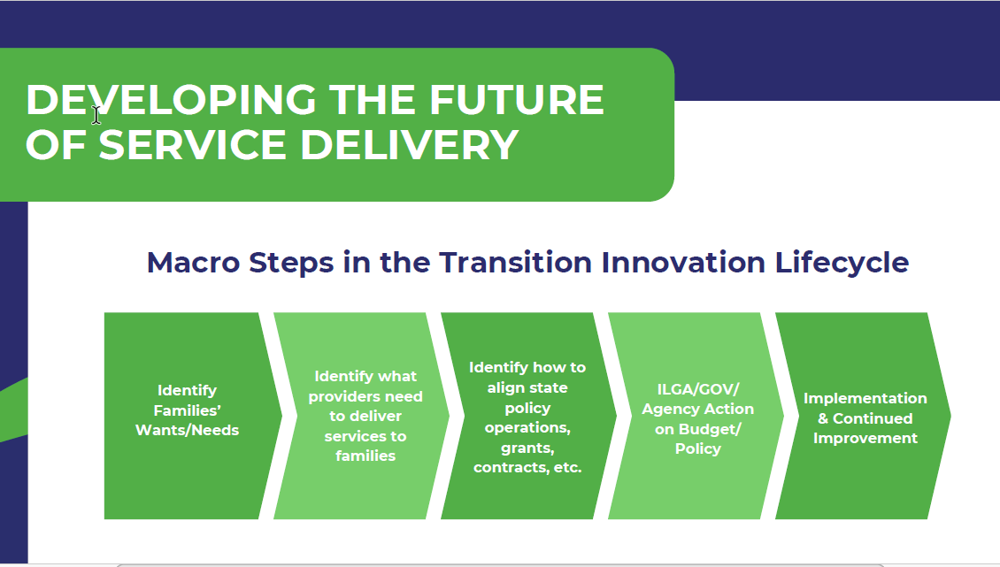 DEVELOPING THE FUTURE
OF SERVICE DELIVERY
Macro Steps in the Transition Innovation Lifecycle
Identify
Families’
Wants/Needs
Identify what
providers need
to deliver
services to
families
Identify how to
align state
policy
operations,
grants,
contracts, etc.
ILGA/GOV/
Agency Action
on Budget/
Policy
Implementation
& Continued
Improvement